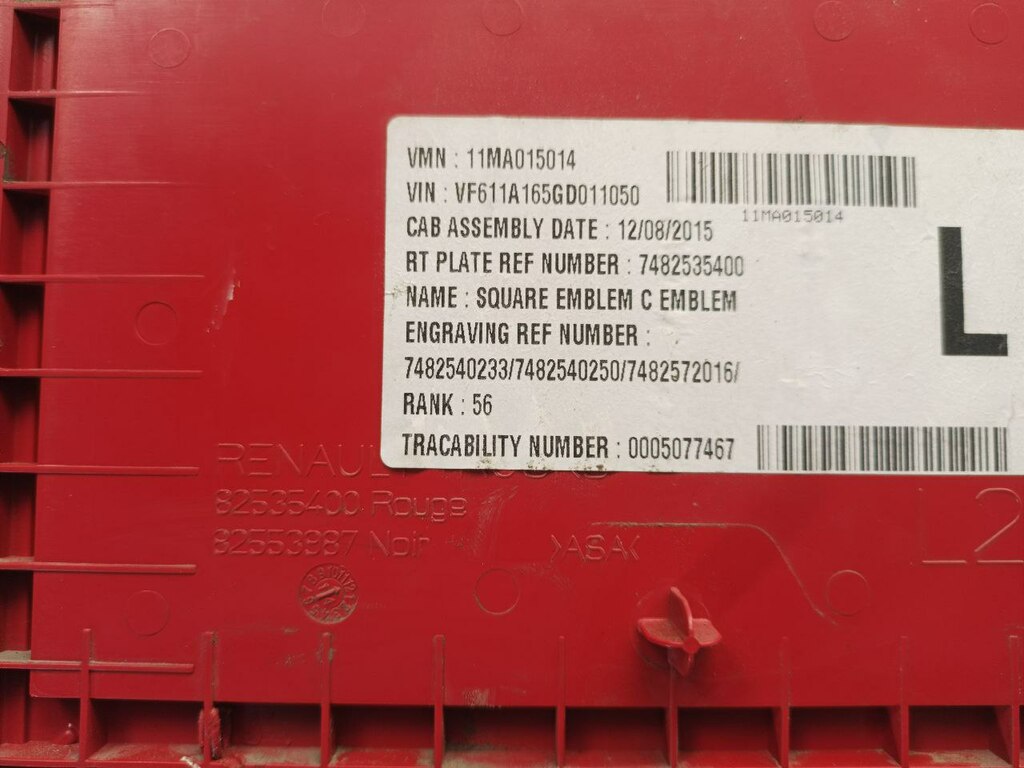 VMN : 11MA015014
VIN : VF611A165GD011050
11MA015014
CAB ASSEMBLY DATE : 12/08/2015
RT PLATE REF NUMBER : 7482535400
L
NAME : SQUARE EMBLEM C EMBLEM
ENGRAVING REF NUMBER :
7482540233/7482540250/7482572016/
RANK : 56
TRACABILITY NUMBER : 0005077467
RENAULT
82535400 Rouge
82553987 Noir
>ASA<
L2